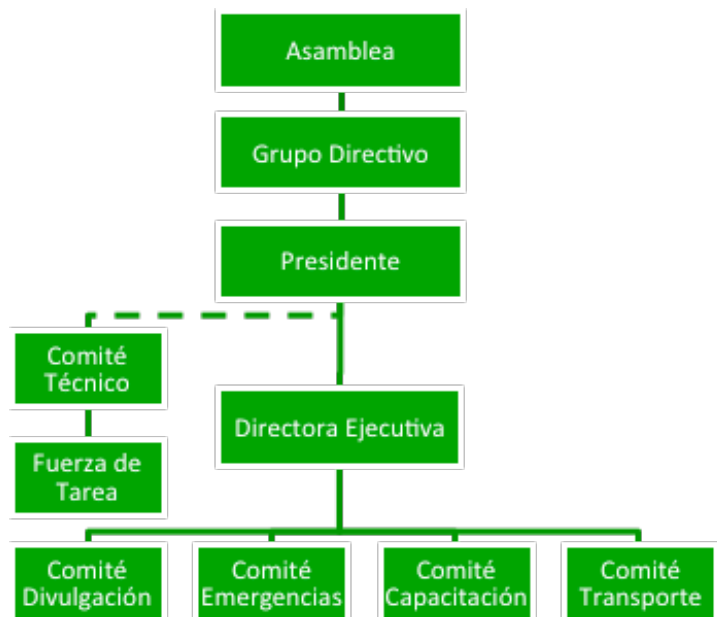 Asamblea
Grupo Directivo
Presidente
Comité
Técnico
Directora Ejecutiva
Fuerza de
Tarea
Comité
Divulgación
Comité
Emergencias
Comité
Capacitación
Comité
Transporte